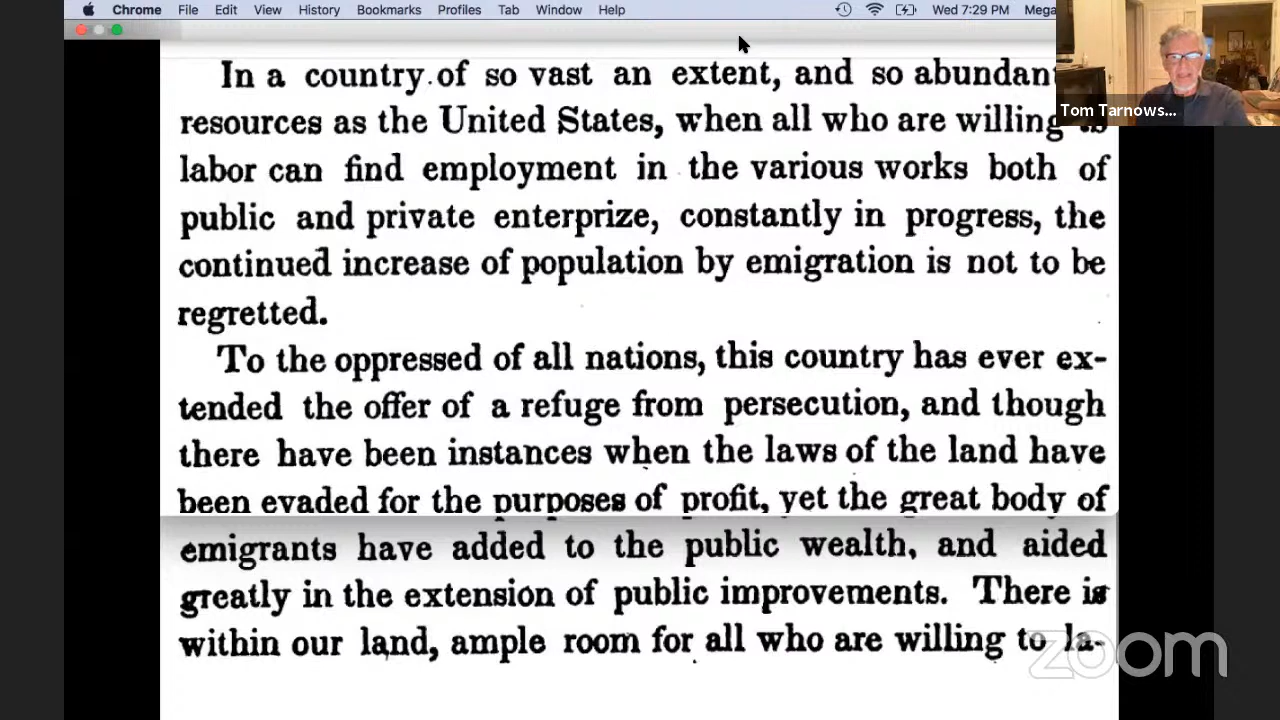 Chrome File Edit View History Bookmarks Profiles Tab Window Help Wed 7:29 PM Mega
Tom Tarnows...
In a country of so vast an extent, and so abundant
resources as the United States, when all who are willing to
labor can find employment in the various works both of
public and private enterprize, constantly in progress, the
continued increase of population by emigration is not to be
regretted.
To the oppressed of all nations, this country has ever ex-
tended the offer of a refuge from persecution, and though
there have been instances when the laws of the land have
been evaded for the purposes of profit, yet the great body of
emigrants have added to the public wealth, and aided
greatly in the extension of public improvements. There is
within our land, ample room for all who are willing to la-
zoom